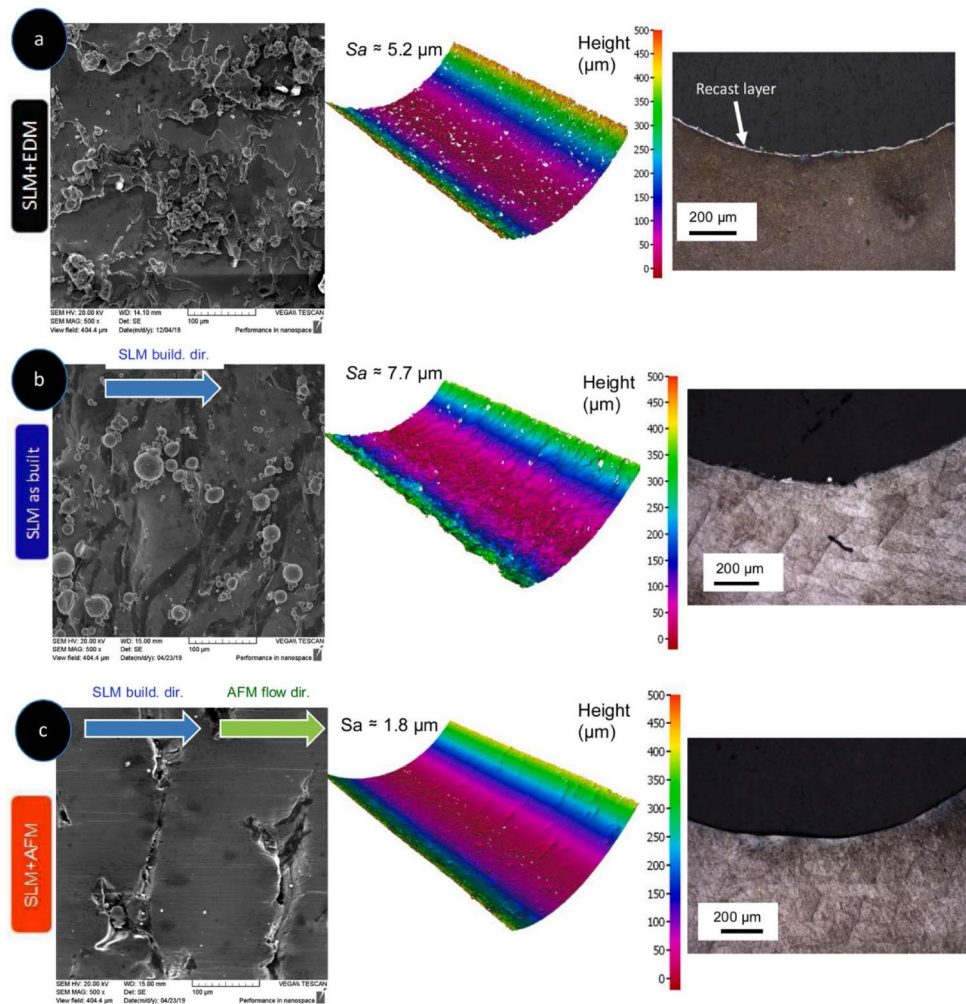 a
SLM+EDM
SEM HV: 20.00 kV WD: 14.10 mm VEGA\\ TESCAN
SEM MAG: 500 x Det: SE 100 µm
View field: 404.4 µm Date(m/d/y): 12/04/18 Performance in nanospace
Sa ≈ 5.2 µm
Height
(µm)
500
450
400
350
300
250
200
150
100
50
0
Recast layer
200 µm
b
SLM as built
SLM build. dir.
SEM HV: 20.00 kV WD: 15.00 mm VEGA\\ TESCAN
SEM MAG: 500 x Det: SE 100 µm
View field: 404.4 µm Date(m/d/y): 04/23/19 Performance in nanospace
Sa ≈ 7.7 µm
Height
(µm)
500
450
400
350
300
250
200
150
100
50
0
200 µm
c
SLM+AFM
SLM build. dir. AFM flow dir.
SEM HV: 20.00 kV WD: 15.00 mm VEGA\\ TESCAN
SEM MAG: 500 x Det: SE 100 µm
View field: 404.4 µm Date(m/d/y): 04/23/19 Performance in nanospace
Sa ≈ 1.8 µm
Height
(µm)
500
450
400
350
300
250
200
150
100
50
0
200 µm